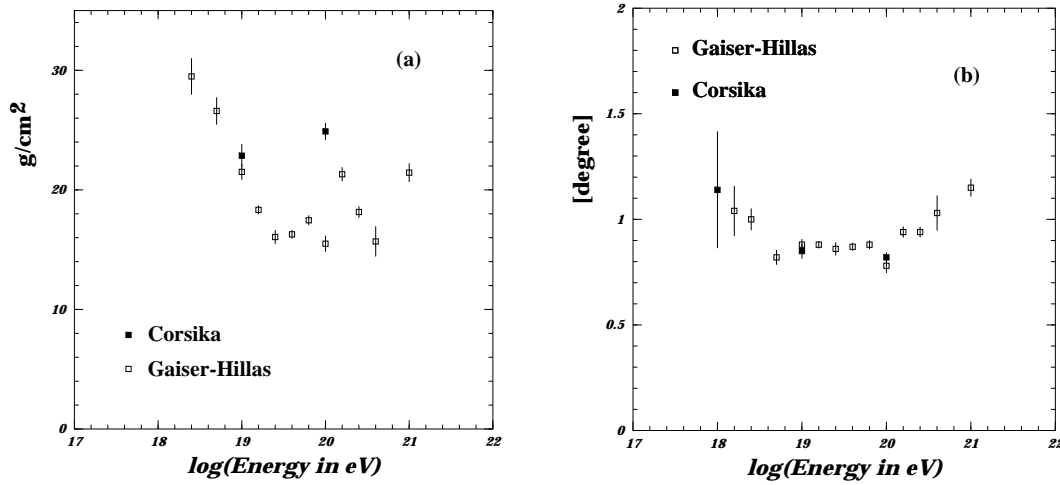 (a)
g/cm2
30
20
10
0
Corsika
Gaiser-Hillas
17 18 19 20 21 22
log(Energy in eV)
(b)
[degree]
2
1.5
1
0.5
0
Gaiser-Hillas
Corsika
17 18 19 20 21 22
log(Energy in eV)